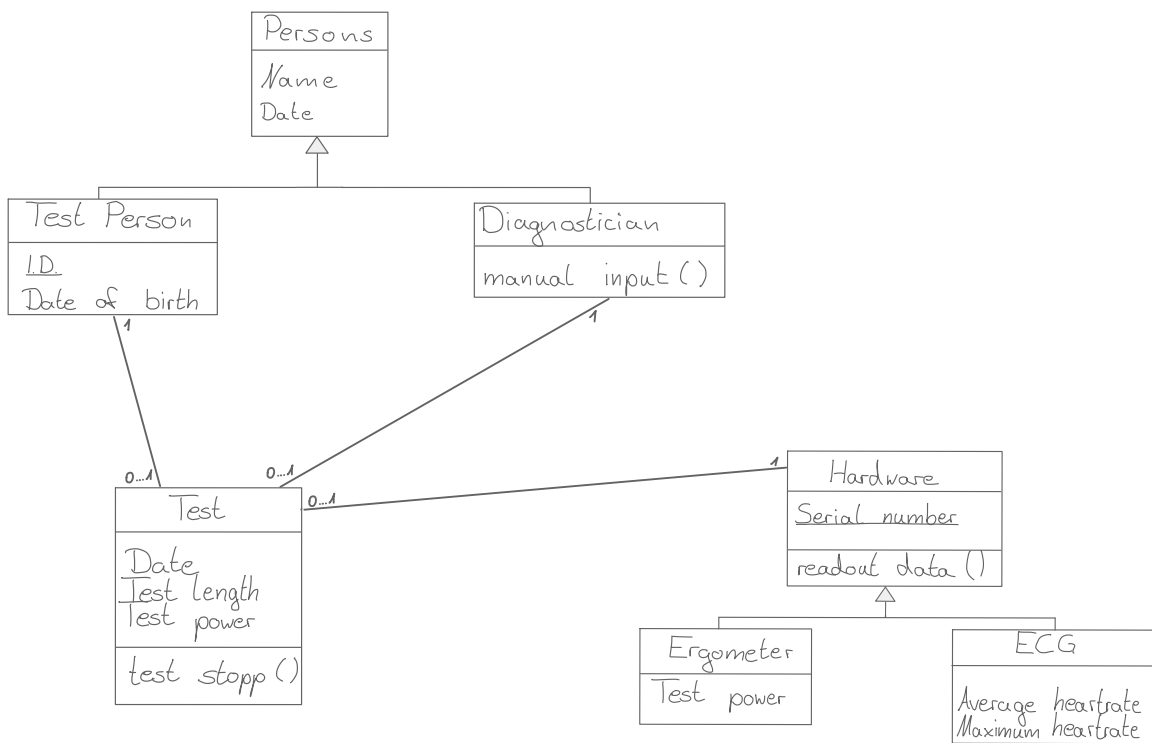 Persons
Name
Date
Test Person
I.D.
Date of birth
1
Diagnostician
manual input ( )
1
0...1
0...1
0...1
Test
Date
Test length
Test power
test stopp ( )
1
Hardware
Serial number
readout data ( )
Ergometer
Test power
ECG
Average heartrate
Maximum heartrate